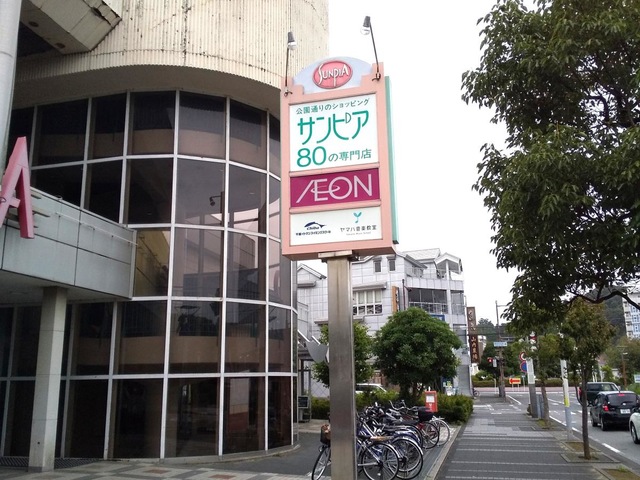 SUNPIA
公園通りのショッピング
サンピア
80の専門店
ÆON
ヤマハ音楽教室
A